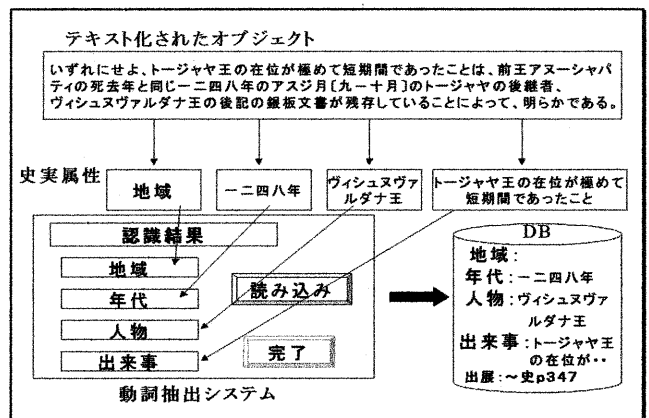 テキスト化されたオブジェクト
いずれにせよ、トージャヤ王の在位が極めて短期間であったことは、前王アヌーシャパ
ティの死去年と同じ一二四八年のアスジ月〔九－十月〕のトージャヤの後継者、
ヴィシュヌヴァルダナ王の後記の銀板文書が残存していることによって、明らかである。
史実属性
地域
一二四八年
ヴィシュヌヴァ
ルダナ王
トージャヤ王の在位が極めて
短期間であったこと
認識結果
地域
年代
人物
出来事
読み込み
完了
動詞抽出システム
DB
地域：
年代：一二四八年
人物：ヴィシュヌヴァ
ルダナ王
出来事：トージャヤ王
の在位が・・
出展：～史p347